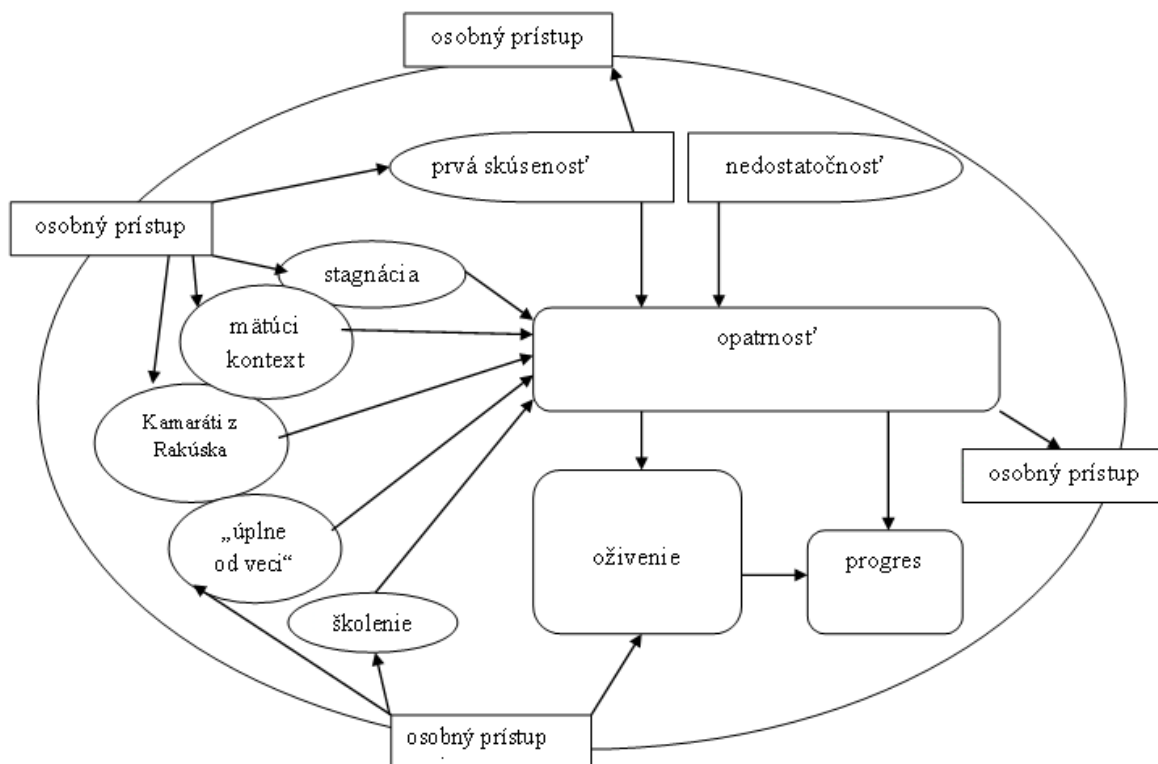 osobný prístup
prvá skúsenosť
nedostatočnosť
osobný prístup
stagnácia
mätúci
kontext
opatrnosť
Kamaráti z
Rakúska
osobný prístup
„úplne
od veci“
oživenie
progres
školenie
osobný prístup